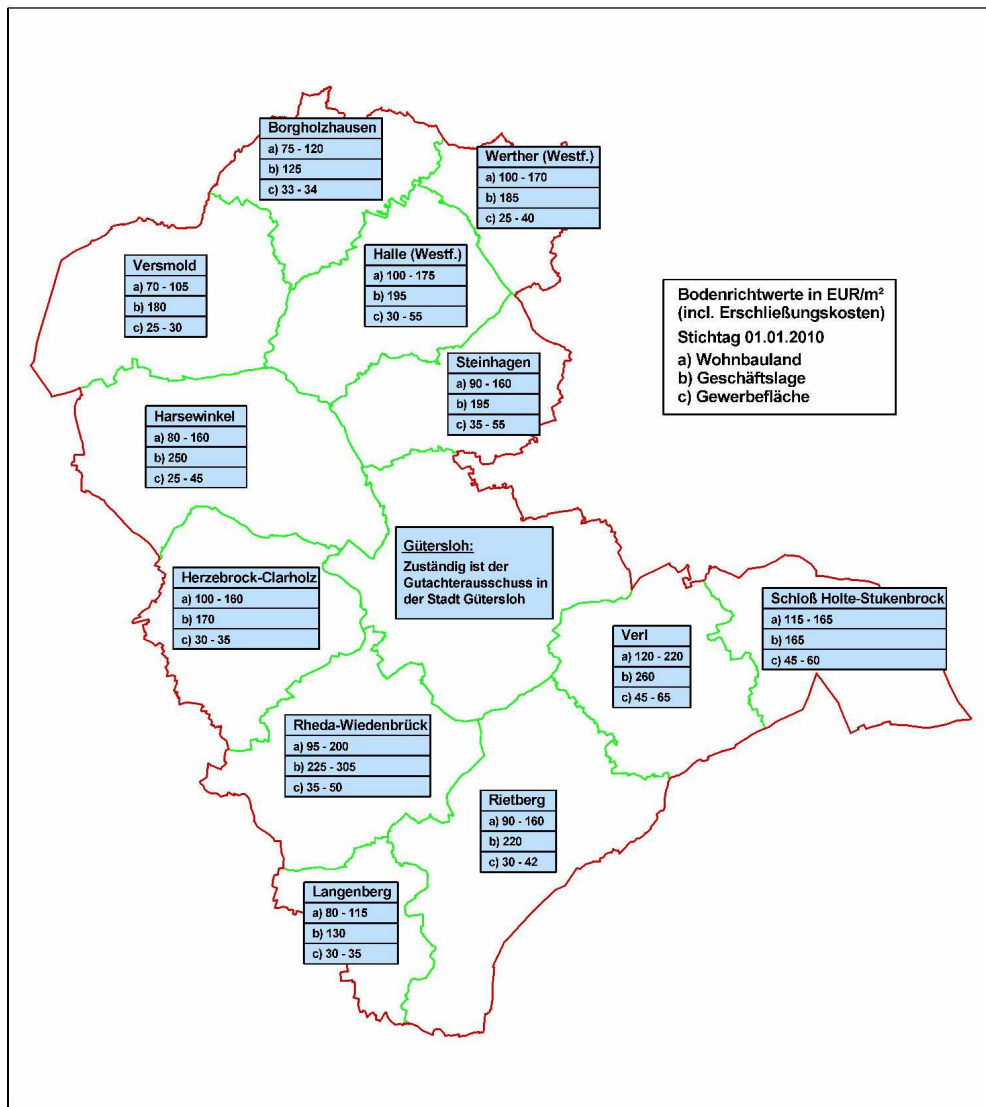 Borgholzhausen
a) 75 - 120
b) 125
c) 33 - 34
Werther (Westf.)
a) 100 - 170
b) 185
c) 25 - 40
Versmold
a) 70 - 105
b) 180
c) 25 - 30
Halle (Westf.)
a) 100 - 175
b) 195
c) 30 - 55
Bodenrichtwerte in EUR/m²
(incl. Erschließungskosten)
Stichtag 01.01.2010
a) Wohnbauland
b) Geschäftslage
c) Gewerbefläche
Steinhagen
a) 90 - 160
b) 195
c) 35 - 55
Harsewinkel
a) 80 - 160
b) 250
c) 25 - 45
Gütersloh:
Zuständig ist der
Gutachterausschuss in
der Stadt Gütersloh
Herzebrock-Clarholz
a) 100 - 160
b) 170
c) 30 - 35
Schloß Holte-Stukenbrock
a) 115 - 165
b) 165
c) 45 - 60
Verl
a) 120 - 220
b) 260
c) 45 - 65
Rheda-Wiedenbrück
a) 95 - 200
b) 225 - 305
c) 35 - 50
Rietberg
a) 90 - 160
b) 220
c) 30 - 42
Langenberg
a) 80 - 115
b) 130
c) 30 - 35